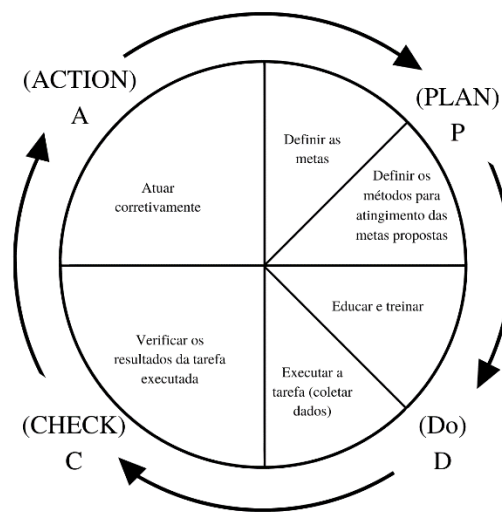 (ACTION)
A
(PLAN)
P
Definir as
metas
Definir os
métodos para
atingimento das
metas propostas
Atuar
corretivamente
Educar e treinar
Verificar os
resultados da tarefa
executada
Executar a
tarefa (coletar
dados)
(CHECK)
C
(Do)
D